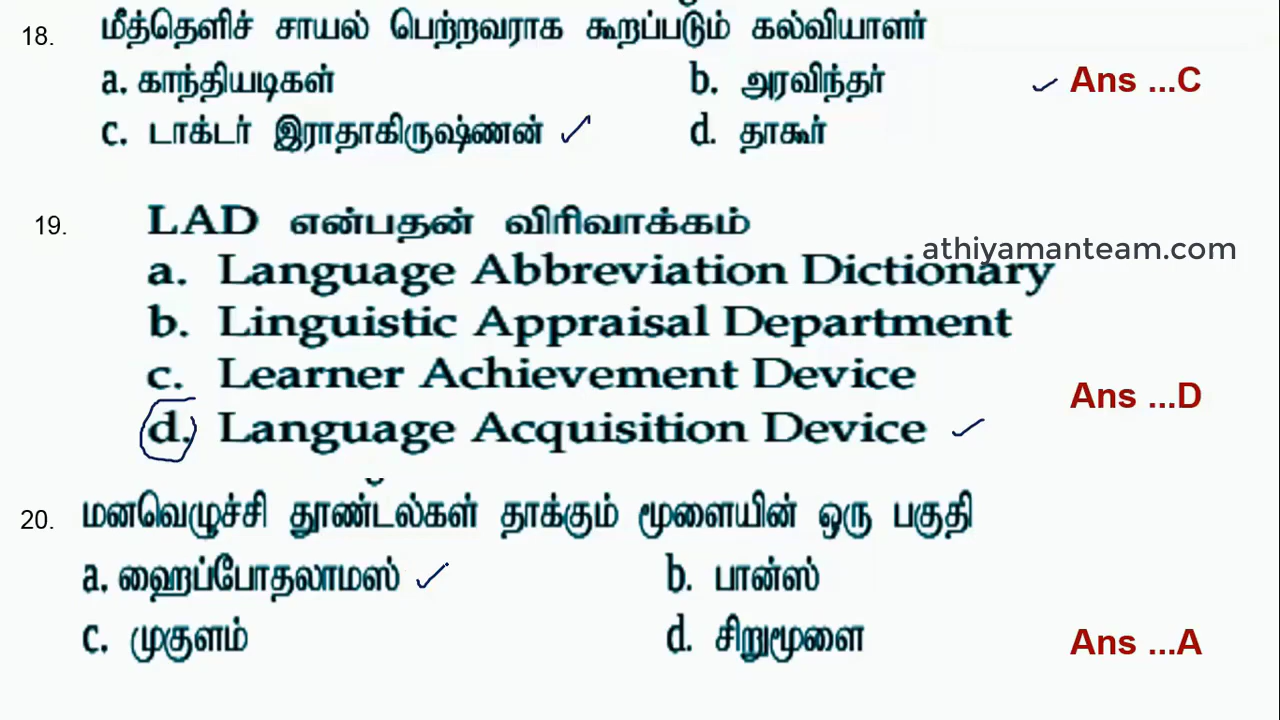 18. மீத்தெளிச் சாயல் பெற்றவராக கூறப்படும் கல்வியாளர்
a. காந்தியடிகள் b. அரவிந்தர் Ans ...C
c. டாக்டர் இராதாகிருஷ்ணன் d. தாகூர்
19. LAD என்பதன் விரிவாக்கம்
athiyamanteam.com
a. Language Abbreviation Dictionary
b. Linguistic Appraisal Department
c. Learner Achievement Device
Ans ...D
d. Language Acquisition Device
20. மனவெழுச்சி தூண்டல்கள் தாக்கும் மூளையின் ஒரு பகுதி
a. ஹைப்போதலாமஸ் b. பான்ஸ்
c. முகுளம் d. சிறுமூளை Ans ...A